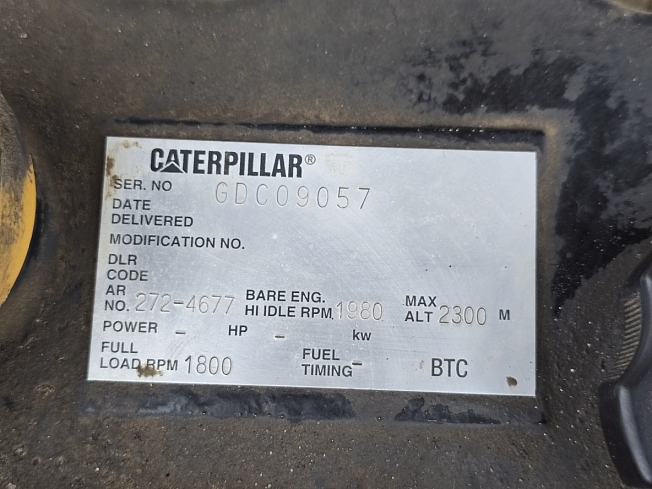 CATERPILLAR®
SER. NO GDC09057
DATE
DELIVERED
MODIFICATION NO.
DLR
CODE
AR
NO. 272-4677 BARE ENG.
HI IDLE RPM. 1980 MAX
ALT 2300 M
POWER - HP - kw
FULL
LOAD RPM 1800 FUEL
TIMING - BTC